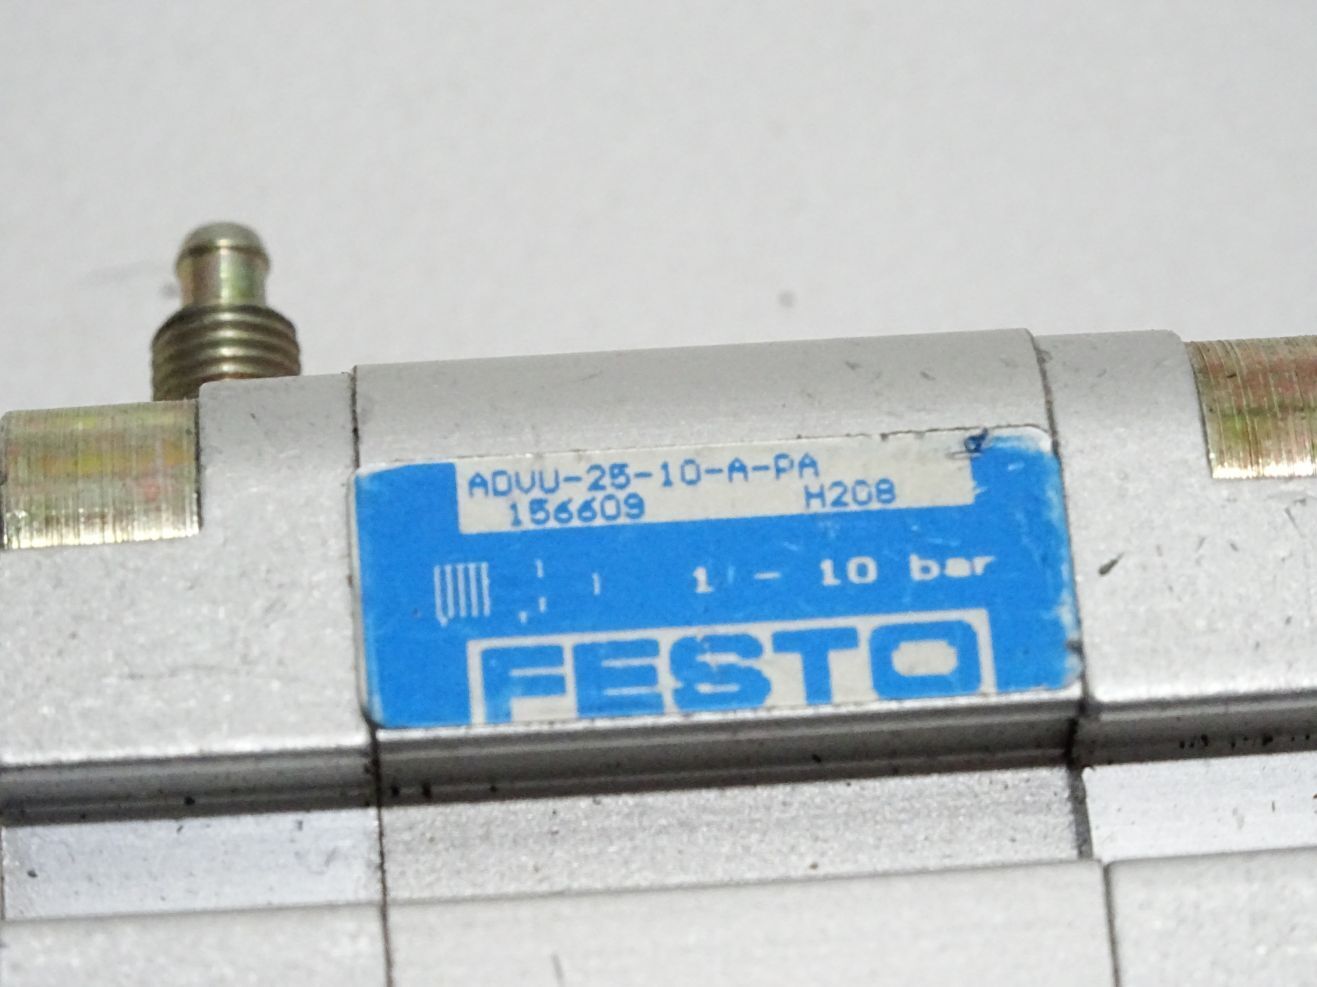 ADVU-25-10-A-PA
156609 H208
1 - 10 bar
FESTO